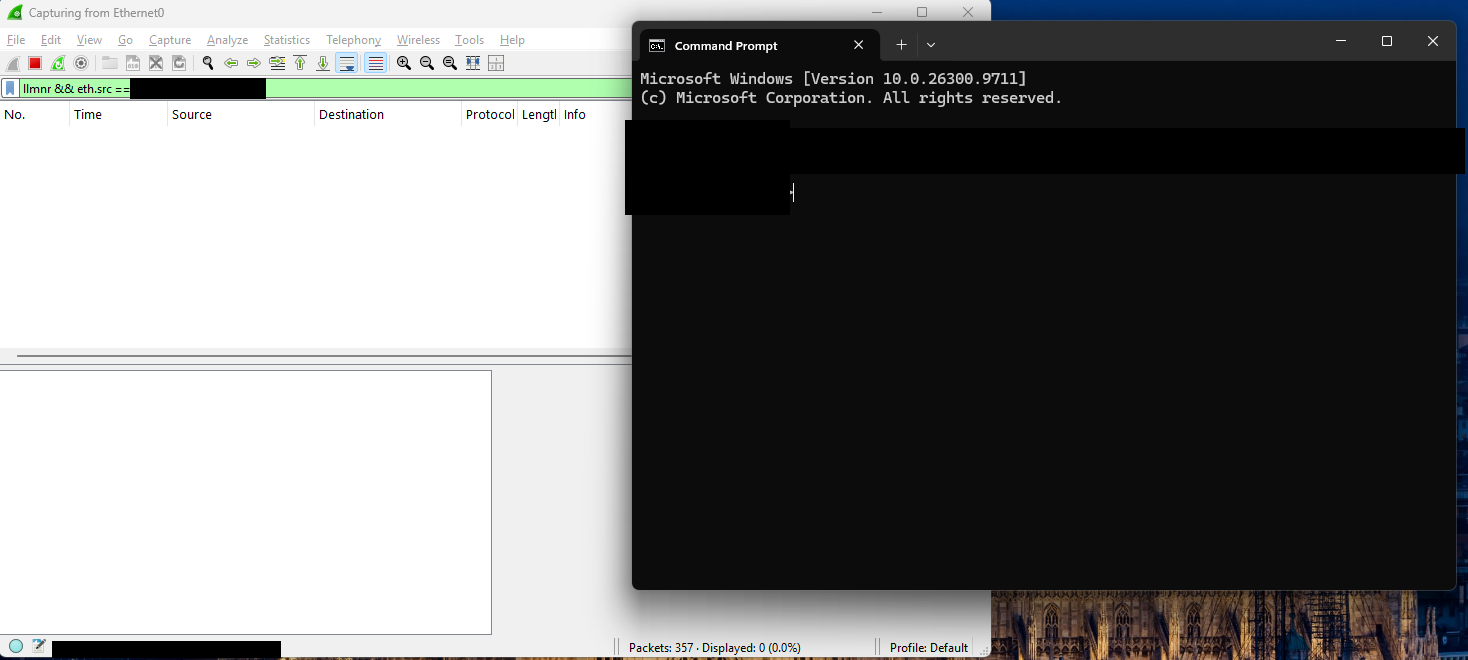 Capturing from Ethernet0
File Edit View Go Capture Analyze Statistics Telephony Wireless Tools Help
llmnr && eth.src ==
No. Time Source Destination Protocol Lengtl Info
Command Prompt
Microsoft Windows [Version 10.0.26300.9711]
(c) Microsoft Corporation. All rights reserved.
Packets: 357 · Displayed: 0 (0.0%) Profile: Default